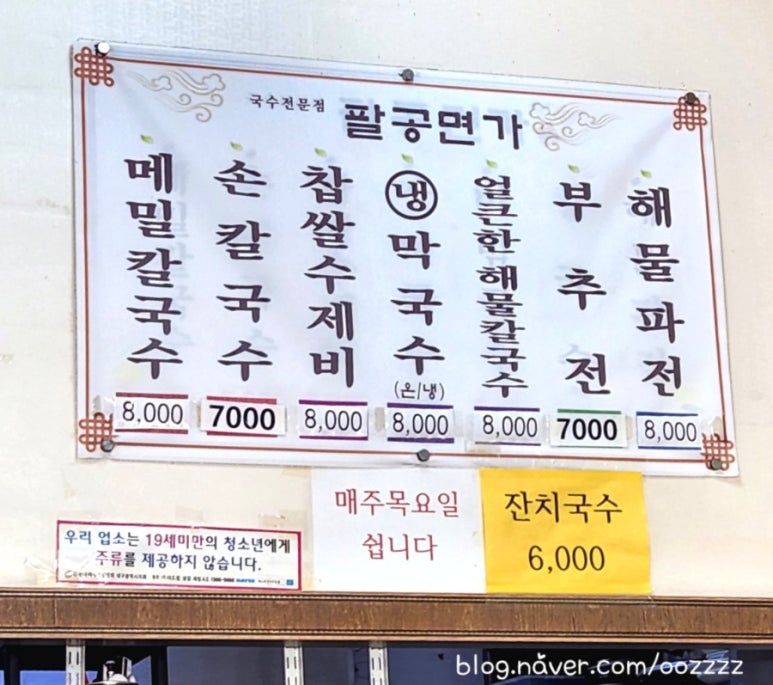 국수전문점 팔공면가
메밀칼국수
8,000
손칼국수
7000
찹쌀수제비
8,000
냉막국수
(온/냉)
8,000
얼큰한해물칼국수
8,000
부추전
7000
해물파전
8,000
매주목요일
쉽니다
잔치국수
6,000
우리 업소는 19세미만의 청소년에게
주류를 제공하지 않습니다.
blog.naver.com/oozzzz